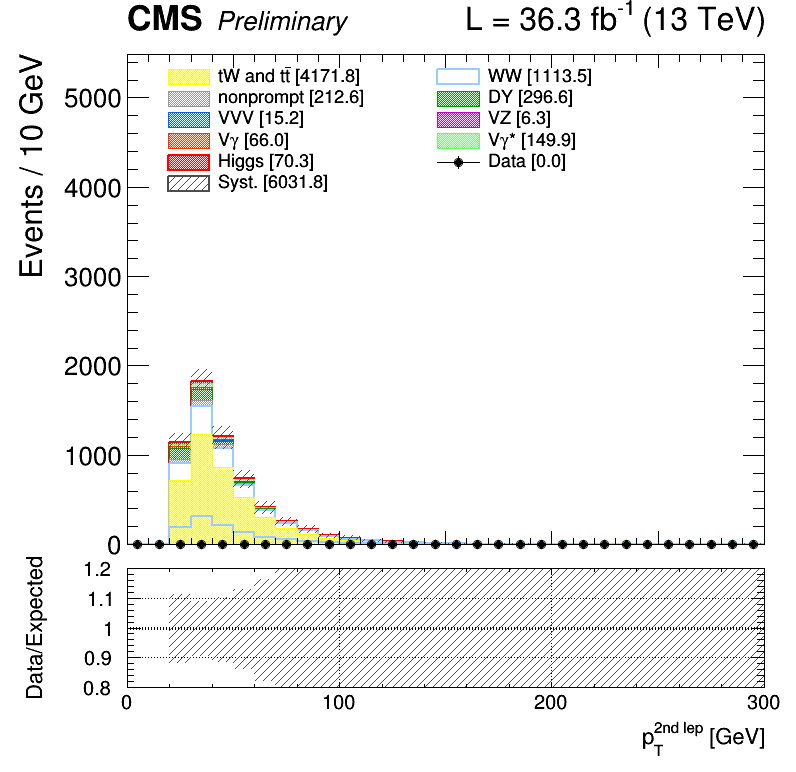 CMS Preliminary L = 36.3 fb⁻¹ (13 TeV)
Events / 10 GeV
5000
4000
3000
2000
1000
0
tW and tt̄ [4171.8]
nonprompt [212.6]
VVV [15.2]
Vγ [66.0]
Higgs [70.3]
Syst. [6031.8]
WW [1113.5]
DY [296.6]
VZ [6.3]
Vγ* [149.9]
Data [0.0]
Data/Expected
1.2
1.1
1
0.9
0.8
0 100 200 300
p_T^2nd lep [GeV]